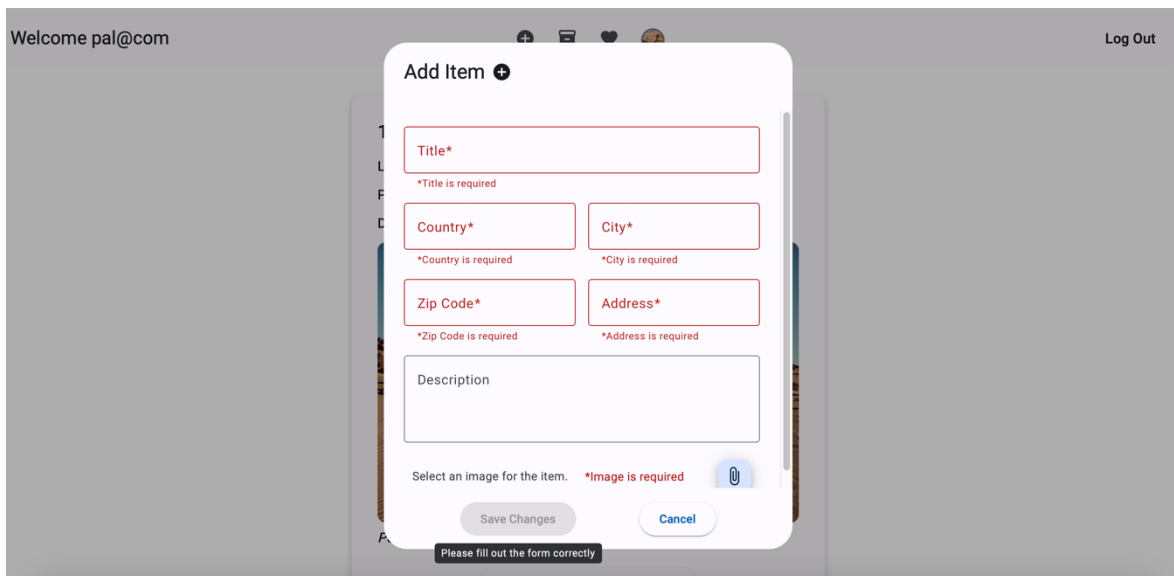 Welcome pal@com
Log Out
Add Item
1
L
P
D
Title*
*Title is required
Country* City*
*Country is required *City is required
Zip Code* Address*
*Zip Code is required *Address is required
Description
Select an image for the item. *Image is required
Save Changes Cancel
Please fill out the form correctly